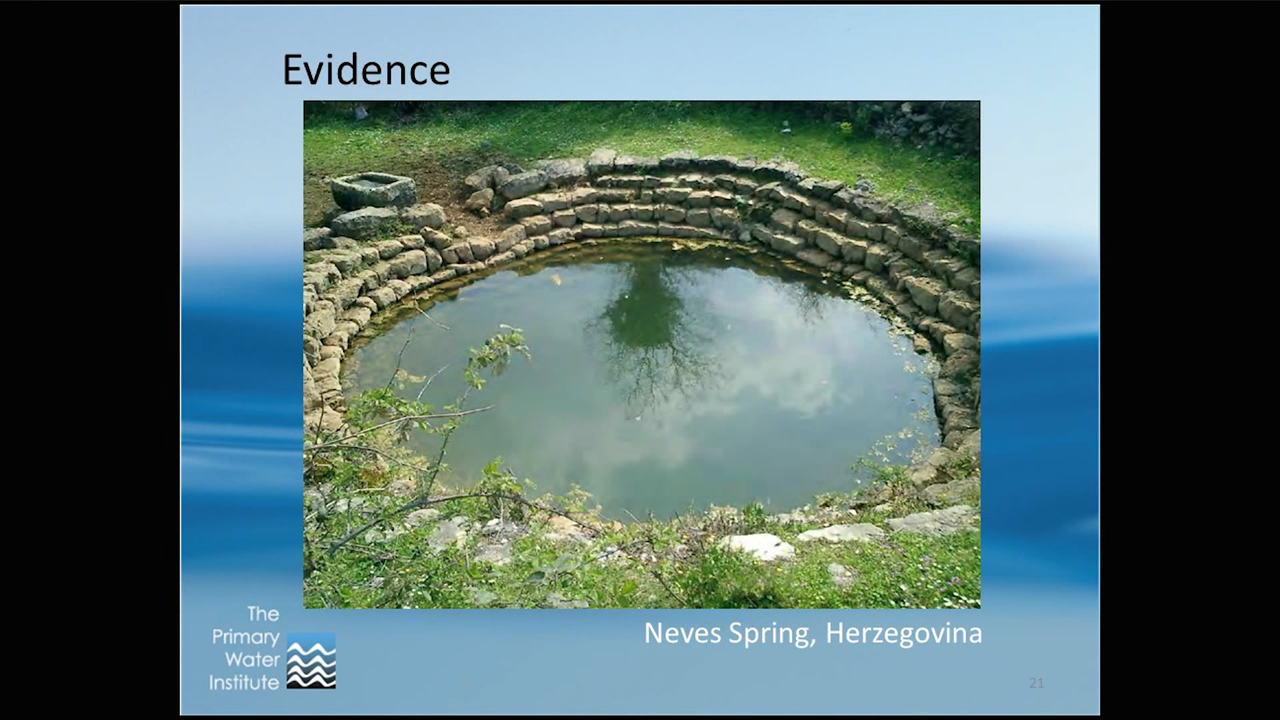 Evidence
Neves Spring, Herzegovina
The
Primary
Water
Institute
21